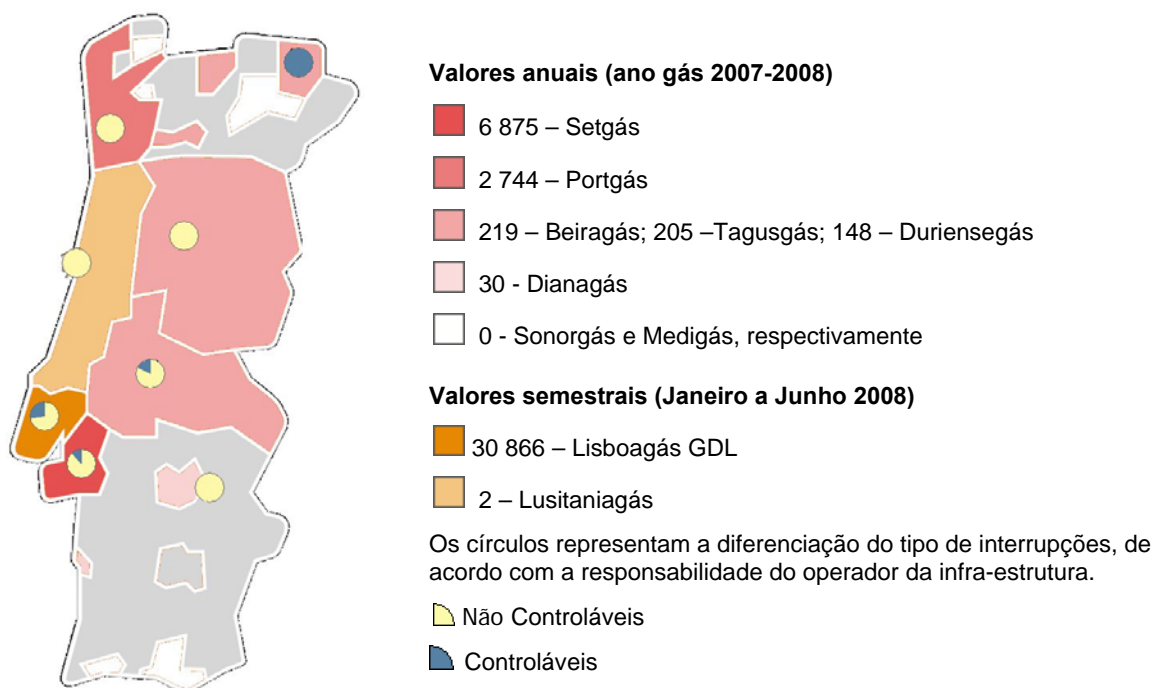 Valores anuais (ano gás 2007-2008)
6 875 – Setgás
2 744 – Portgás
219 – Beiragás; 205 –Tagusgás; 148 – Duriensegás
30 - Dianagás
0 - Sonorgás e Medigás, respectivamente
Valores semestrais (Janeiro a Junho 2008)
30 866 – Lisboagás GDL
2 – Lusitaniagás
Os círculos representam a diferenciação do tipo de interrupções, de
acordo com a responsabilidade do operador da infra-estrutura.
Não Controláveis
Controláveis